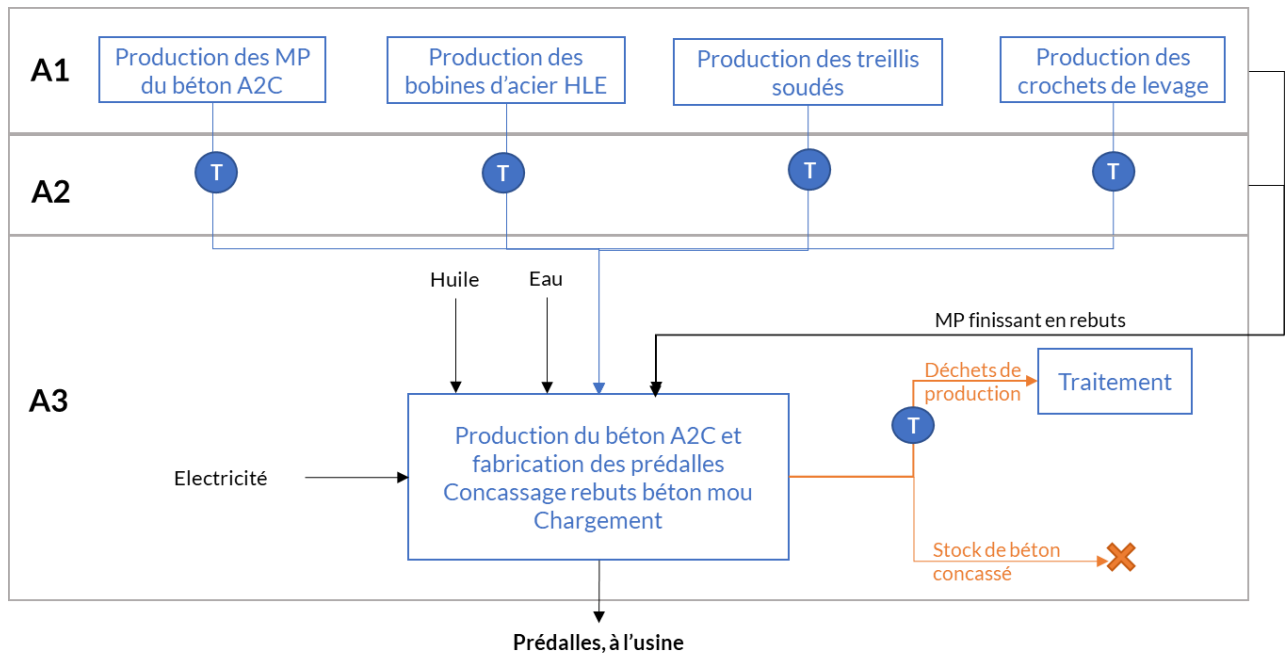 A1
Production des MP
du béton A2C
Production des
bobines d'acier HLE
Production des treillis
soudés
Production des
crochets de levage
A2
T
T
T
T
A3
Huile
Eau
MP finissant en rebuts
Déchets de
production
Traitement
T
Electricité
Production du béton A2C et
fabrication des prédalles
Concassage rebuts béton mou
Chargement
Stock de béton
concassé
Prédalles, à l'usine